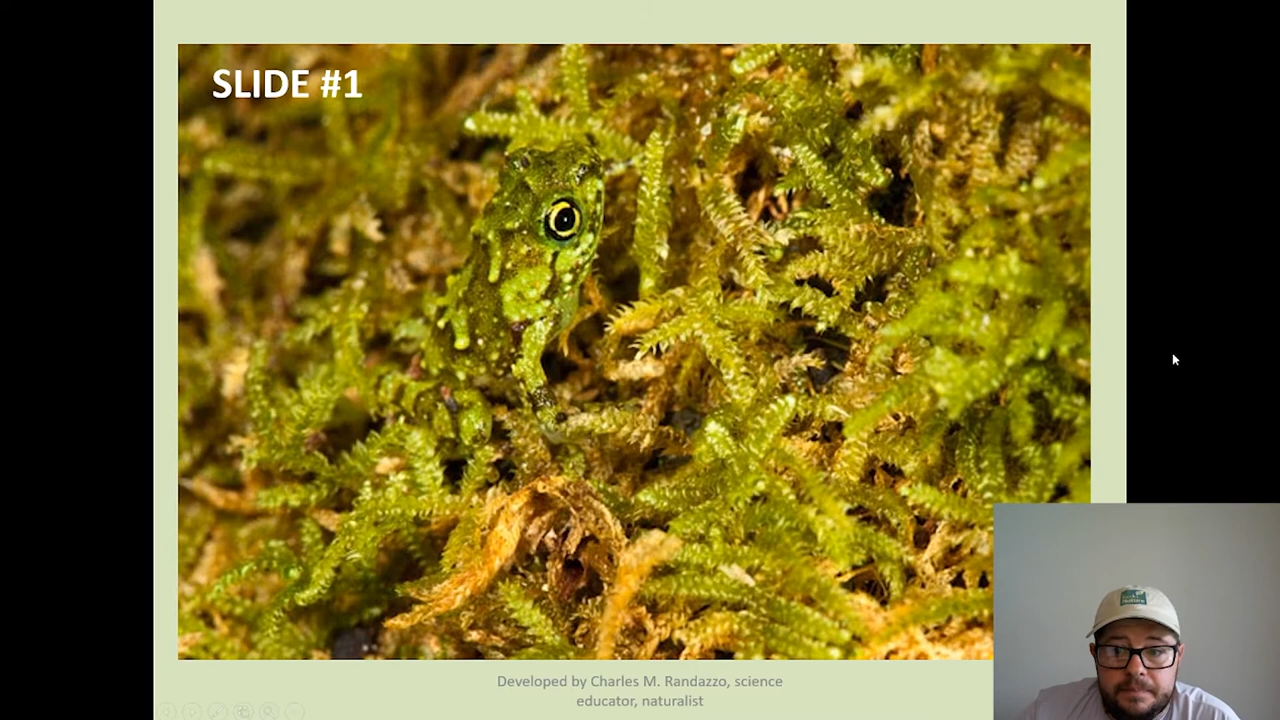 SLIDE #1
Developed by Charles M. Randazzo, science
educator, naturalist